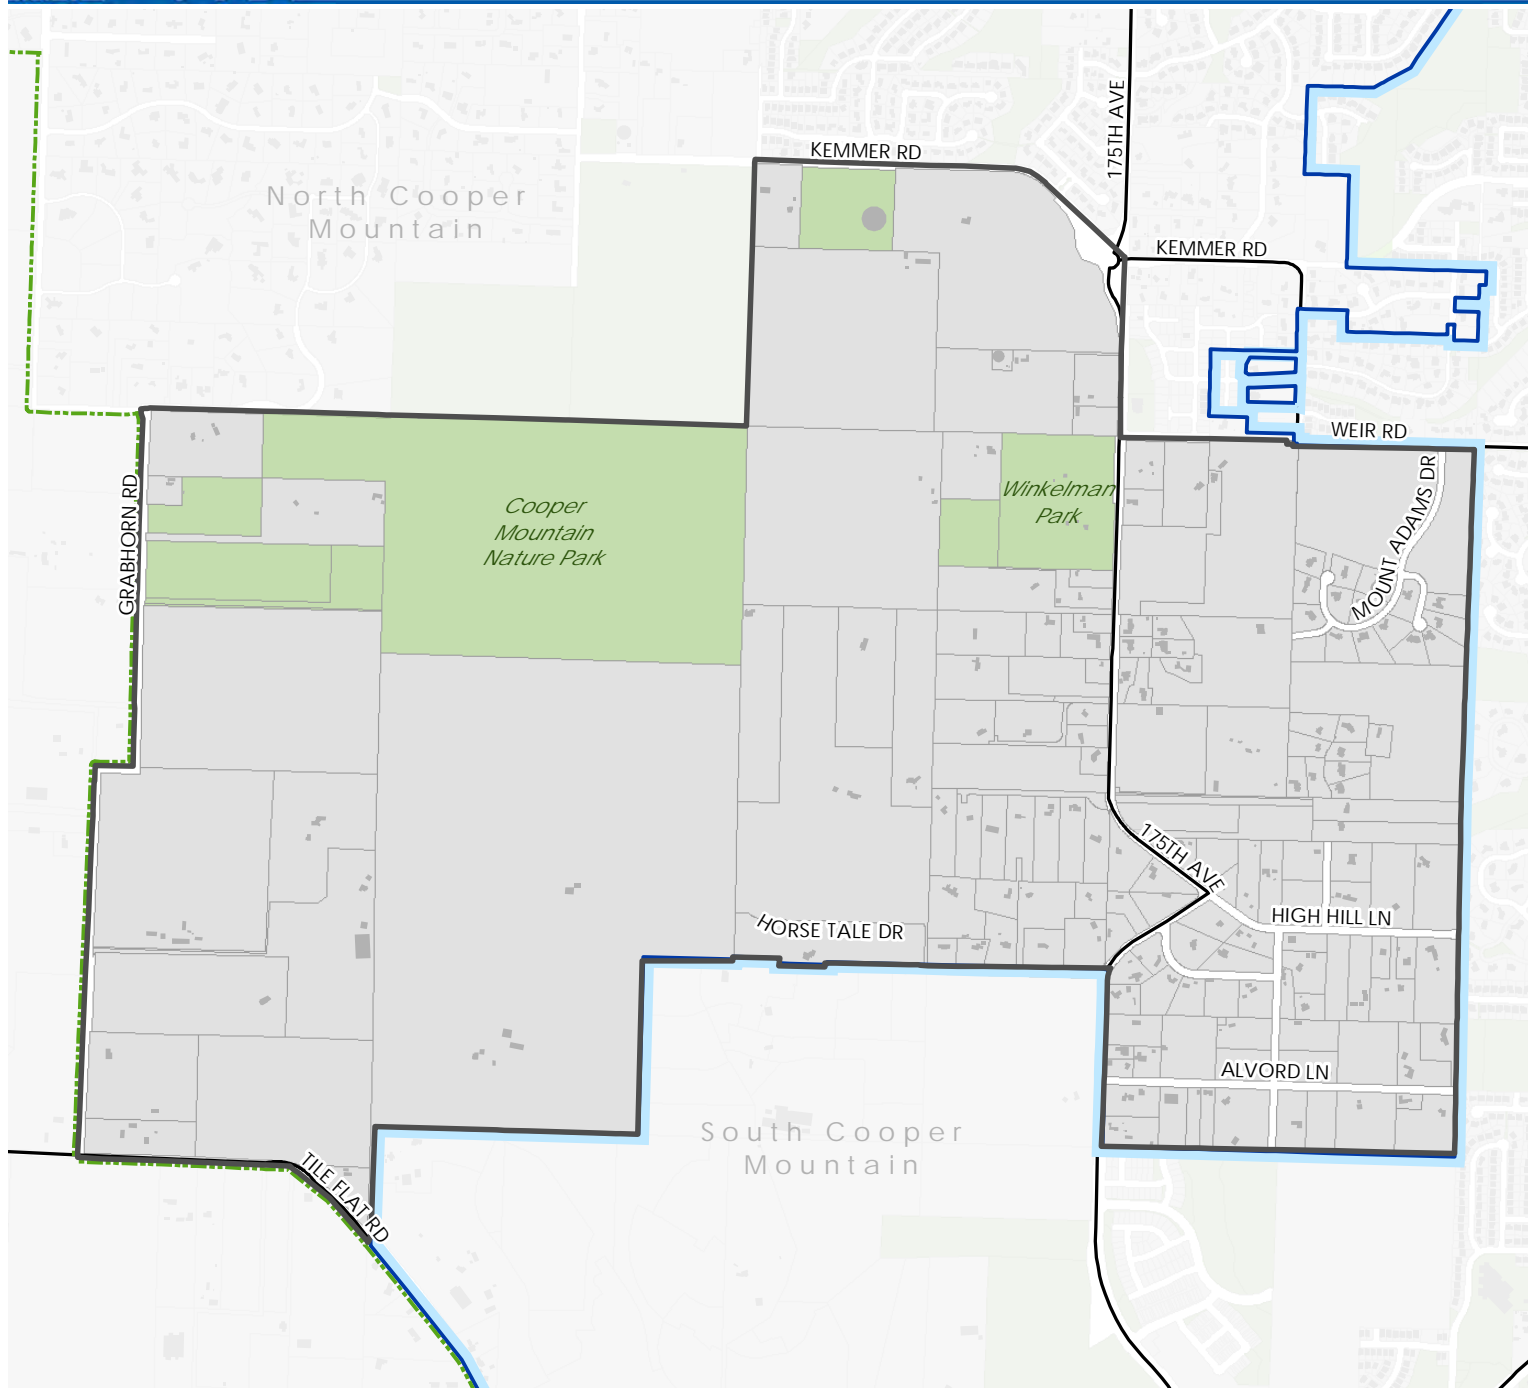 175TH AVE
KEMMER RD
North Cooper
Mountain
KEMMER RD
WEIR RD
MOUNT ADAMS DR
GRABHORN RD
Cooper
Mountain
Nature Park
Winkelman
Park
175TH AVE
HIGH HILL LN
HORSE TALE DR
ALVORD LN
South Cooper
Mountain
TILE FLAT RD